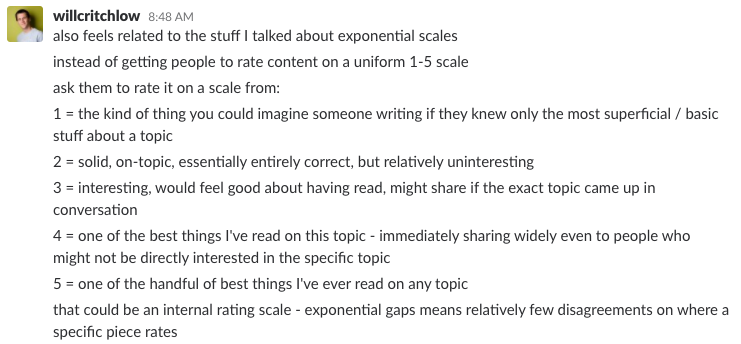 willcritchlow 8:48 AM
also feels related to the stuff I talked about exponential scales
instead of getting people to rate content on a uniform 1-5 scale
ask them to rate it on a scale from:
1 = the kind of thing you could imagine someone writing if they knew only the most superficial / basic
stuff about a topic
2 = solid, on-topic, essentially entirely correct, but relatively uninteresting
3 = interesting, would feel good about having read, might share if the exact topic came up in
conversation
4 = one of the best things I've read on this topic - immediately sharing widely even to people who
might not be directly interested in the specific topic
5 = one of the handful of best things I've ever read on any topic
that could be an internal rating scale - exponential gaps means relatively few disagreements on where a
specific piece rates